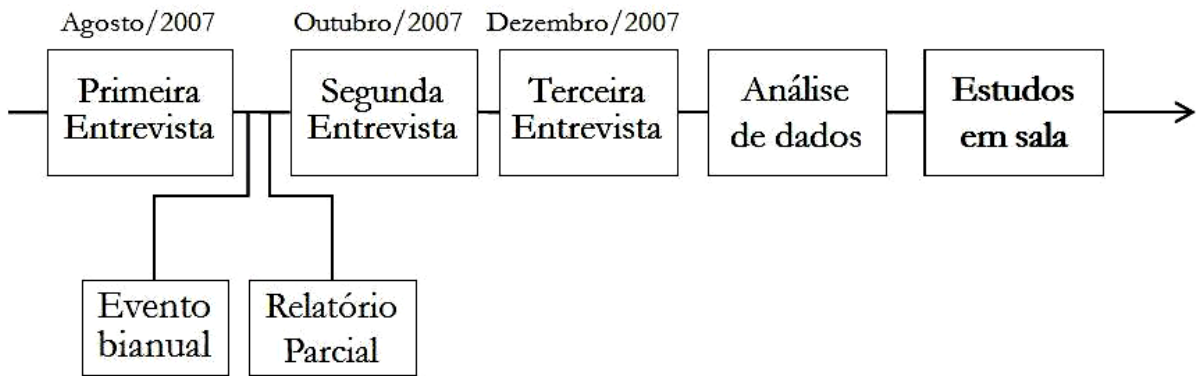 Agosto/2007
Outubro/2007
Dezembro/2007
Primeira
Entrevista
Segunda
Entrevista
Terceira
Entrevista
Análise
de dados
Estudos
em sala
Evento
bianual
Relatório
Parcial